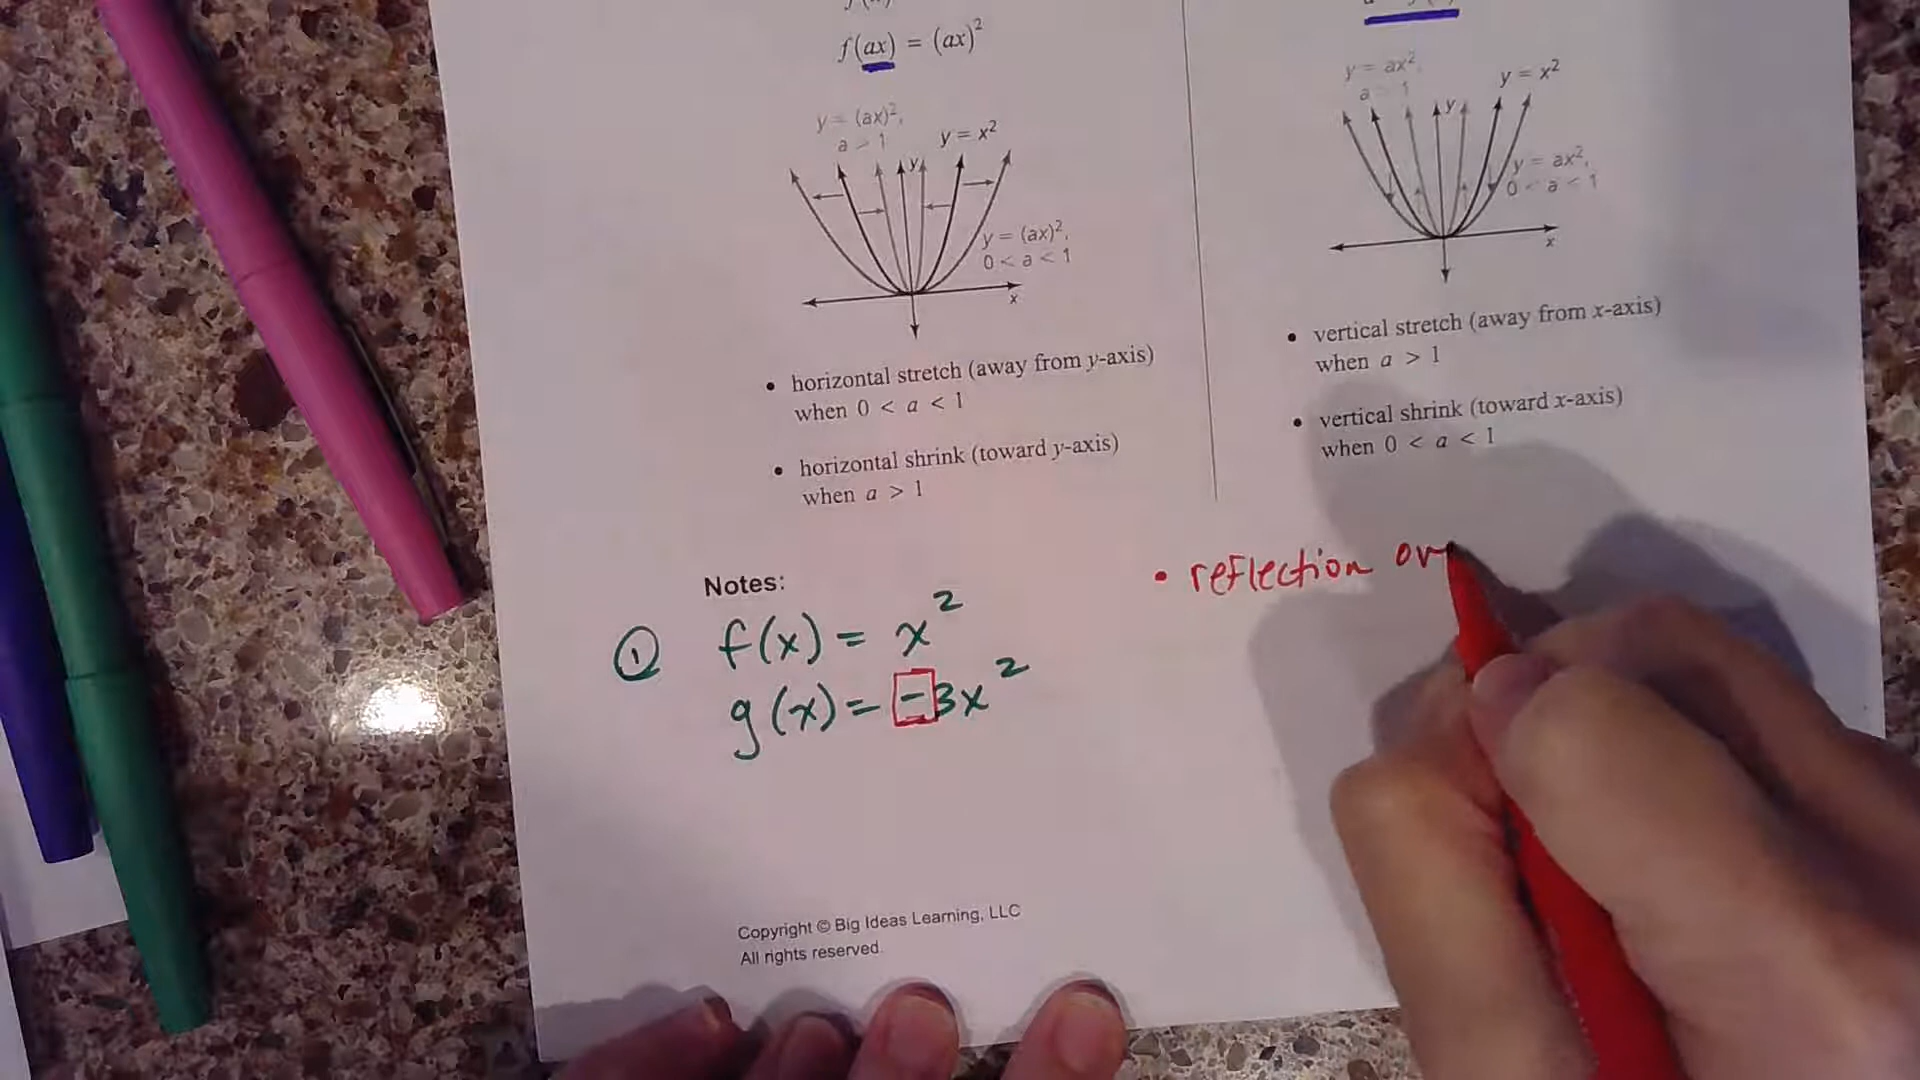 f(ax) = (ax)²
y = (ax)²,
a > 1
y = x²
y
y = (ax)²,
0 < a < 1
x
• horizontal stretch (away from y-axis)
when 0 < a < 1
• horizontal shrink (toward y-axis)
when a > 1
y = ax²,
a > 1
y = x²
y
y = ax²,
0 < a < 1
x
• vertical stretch (away from x-axis)
when a > 1
• vertical shrink (toward x-axis)
when 0 < a < 1
Notes:
① f(x) = x²
g(x) = -3x²
• reflection ov
Copyright © Big Ideas Learning, LLC
All rights reserved.